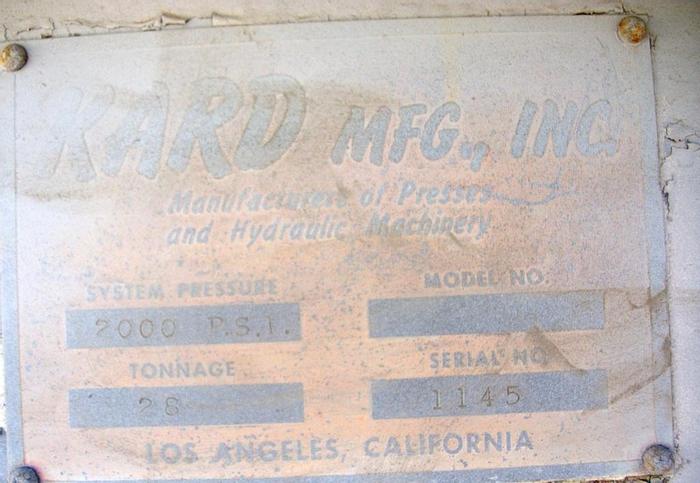 KARD MFG., INC.
Manufacturers of Presses
and Hydraulic Machinery
SYSTEM PRESSURE MODEL NO.
2000 P.S.I.
TONNAGE SERIAL NO.
28 1145
LOS ANGELES, CALIFORNIA